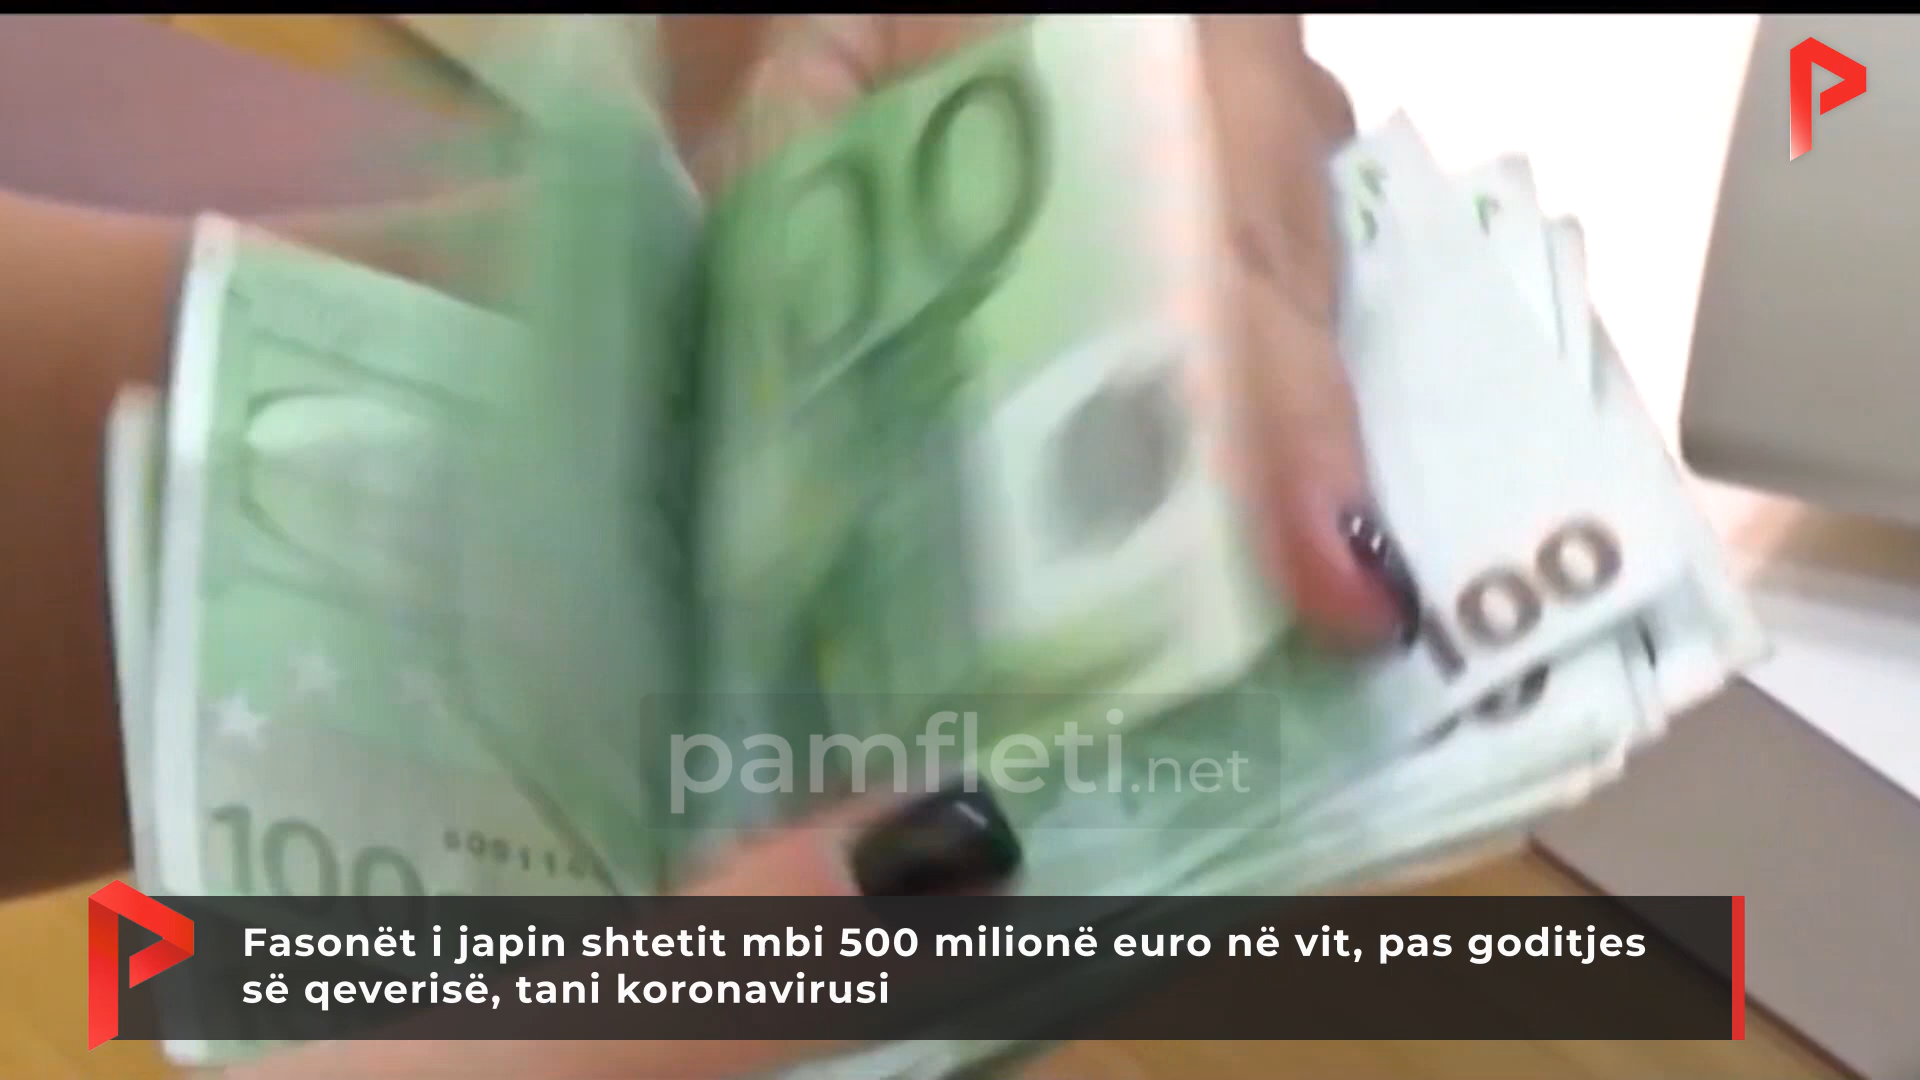 100
100
pamfleti.net
Fasonët i japin shtetit mbi 500 milionë euro në vit, pas goditjes
së qeverisë, tani koronavirusi